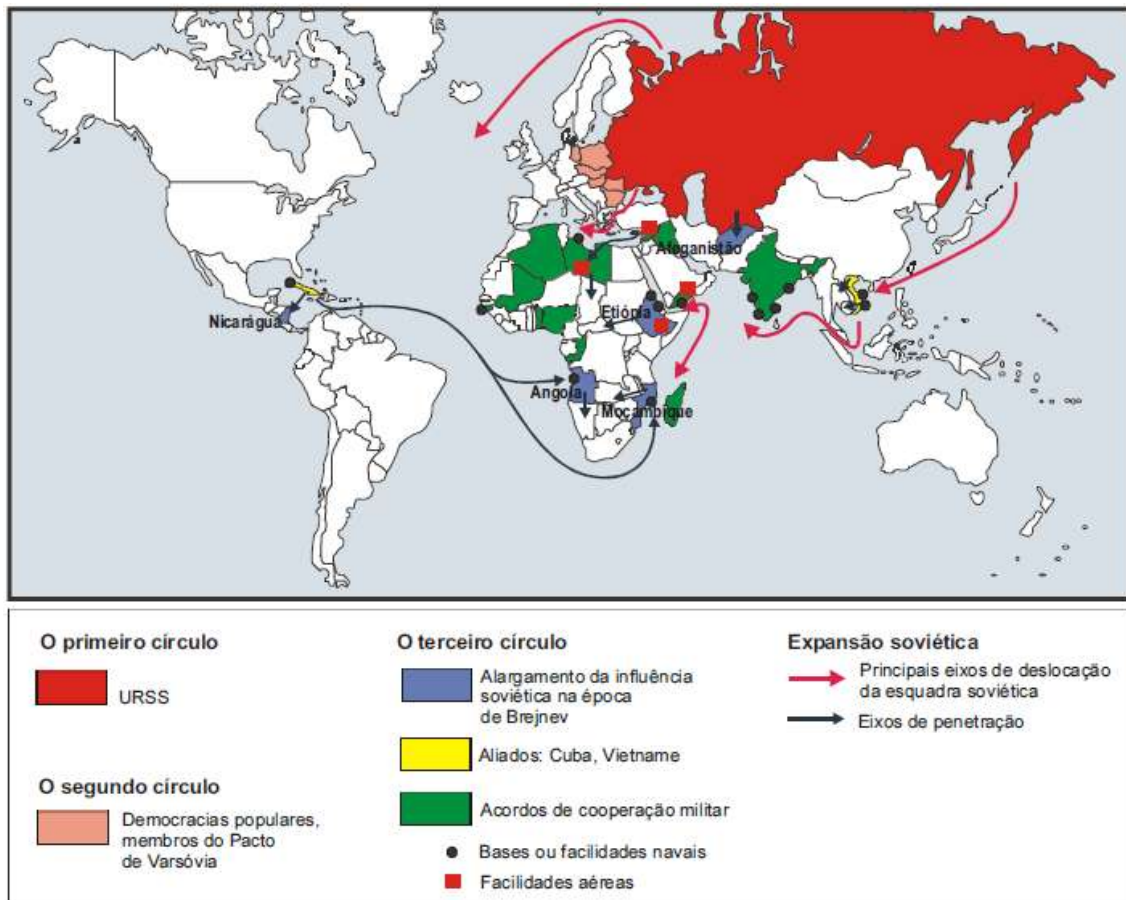 Afeganistão
Nicarágua
Etiópia
Angola
Moçambique
O primeiro círculo
URSS
O segundo círculo
Democracias populares,
membros do Pacto
de Varsóvia
O terceiro círculo
Alargamento da influência
soviética na época
de Brejnev
Aliados: Cuba, Vietname
Acordos de cooperação militar
Bases ou facilidades navais
Facilidades aéreas
Expansão soviética
Principais eixos de deslocação
da esquadra soviética
Eixos de penetração